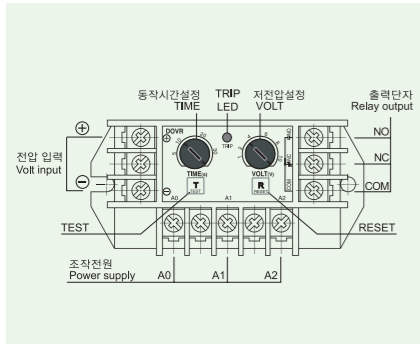 동작시간설정 TRIP 저전압설정 출력단자
TIME LED VOLT Relay output
DOVR
TRIP
NO
전압 입력
Volt input
NC
TIME(s) VOLT(V)
COM
T
TEST
R
RESET
A0 A1 A2
TEST RESET
조작전원
Power supply A0 A1 A2